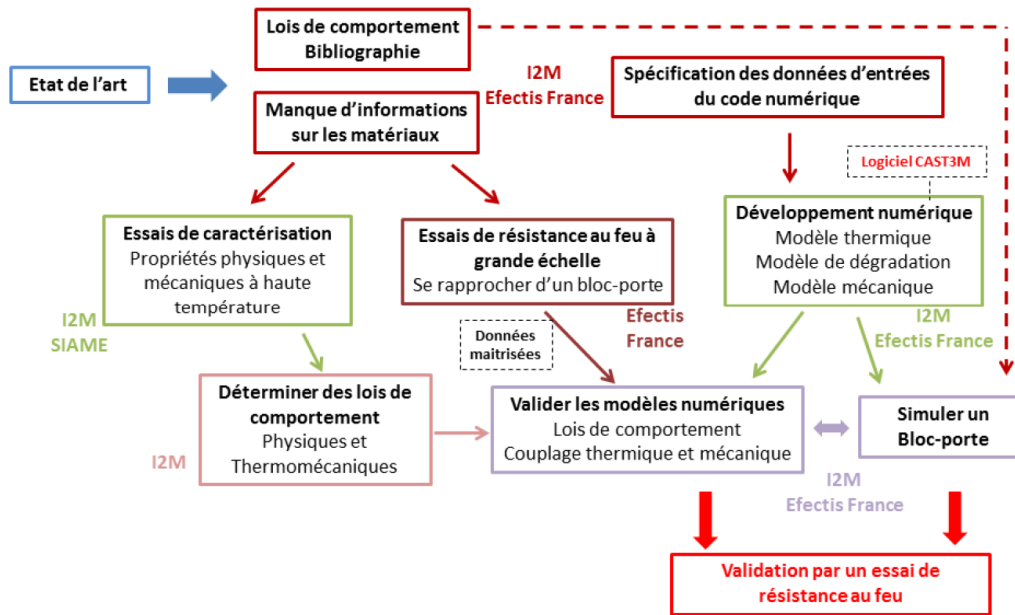 Lois de comportement
Bibliographie
Etat de l'art
I2M
Efectis France
Spécification des données d'entrées
du code numérique
Manque d'informations
sur les matériaux
Logiciel CAST3M
Essais de caractérisation
Propriétés physiques et
mécaniques à haute
température
Essais de résistance au feu à
grande échelle
Se rapprocher d'un bloc-porte
Développement numérique
Modèle thermique
Modèle de dégradation
Modèle mécanique
I2M
SIAME
Données
maitrisées
Efectis
France
I2M
Efectis France
Déterminer des lois de
comportement
Physiques et
Thermomécaniques
I2M
Valider les modèles numériques
Lois de comportement
Couplage thermique et mécanique
Simuler un
Bloc-porte
I2M
Efectis France
Validation par un essai de
résistance au feu